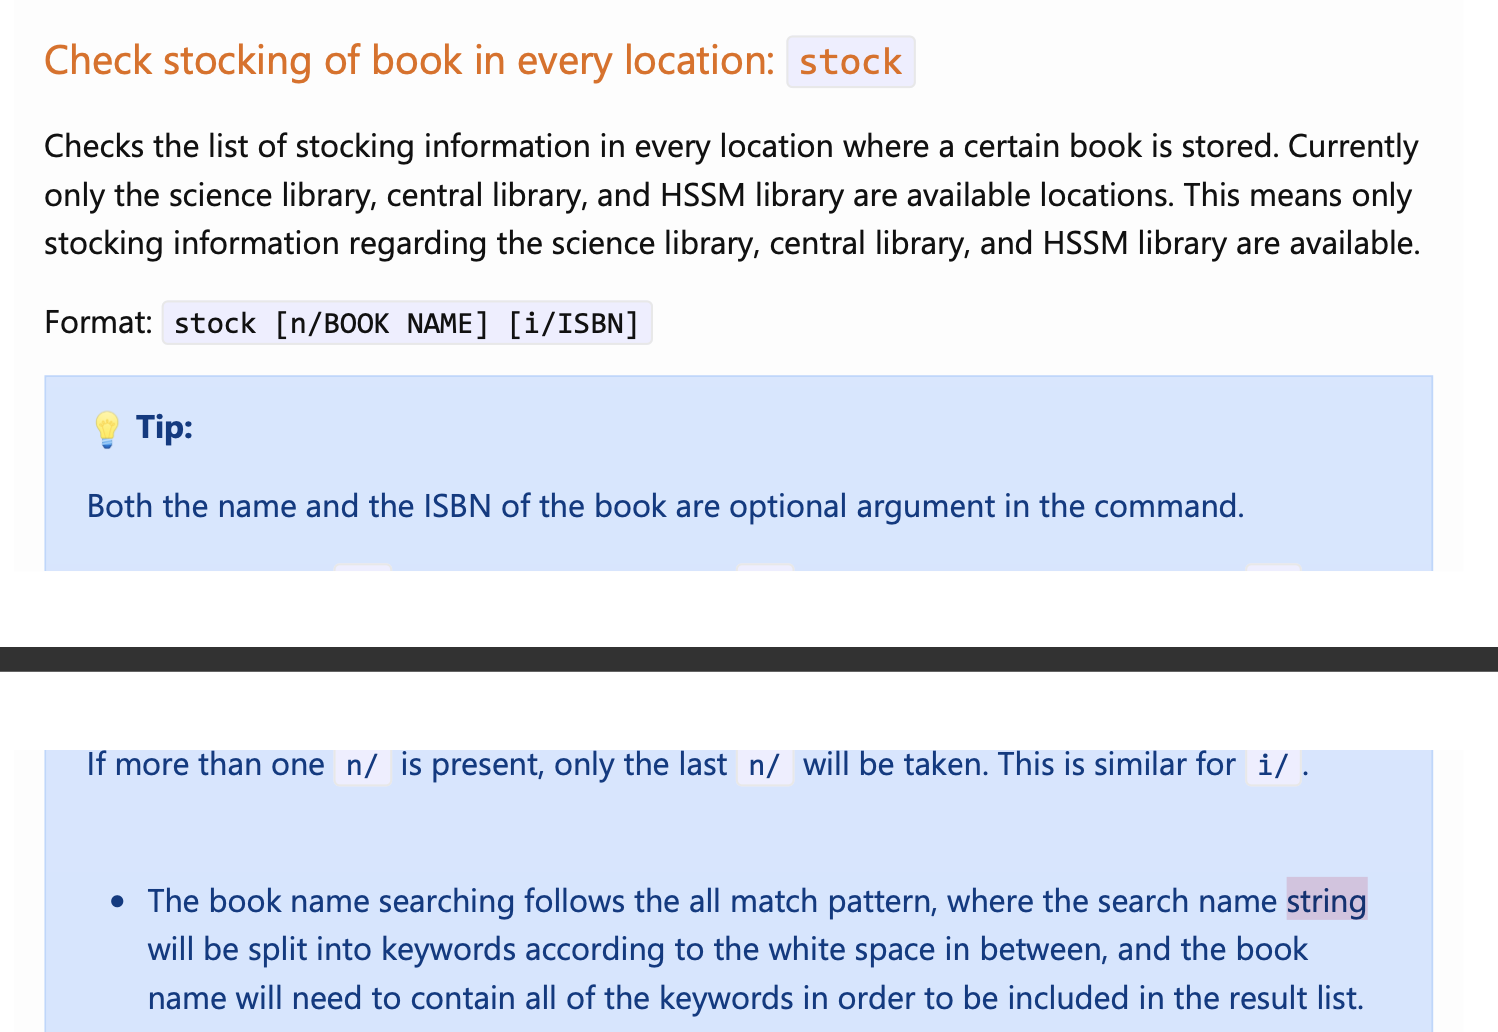 Check stocking of book in every location: stock
Checks the list of stocking information in every location where a certain book is stored. Currently
only the science library, central library, and HSSM library are available locations. This means only
stocking information regarding the science library, central library, and HSSM library are available.
Format: stock [n/BOOK NAME] [i/ISBN]
💡 Tip:
Both the name and the ISBN of the book are optional argument in the command.
If more than one n/ is present, only the last n/ will be taken. This is similar for i/.
• The book name searching follows the all match pattern, where the search name string
will be split into keywords according to the white space in between, and the book
name will need to contain all of the keywords in order to be included in the result list.